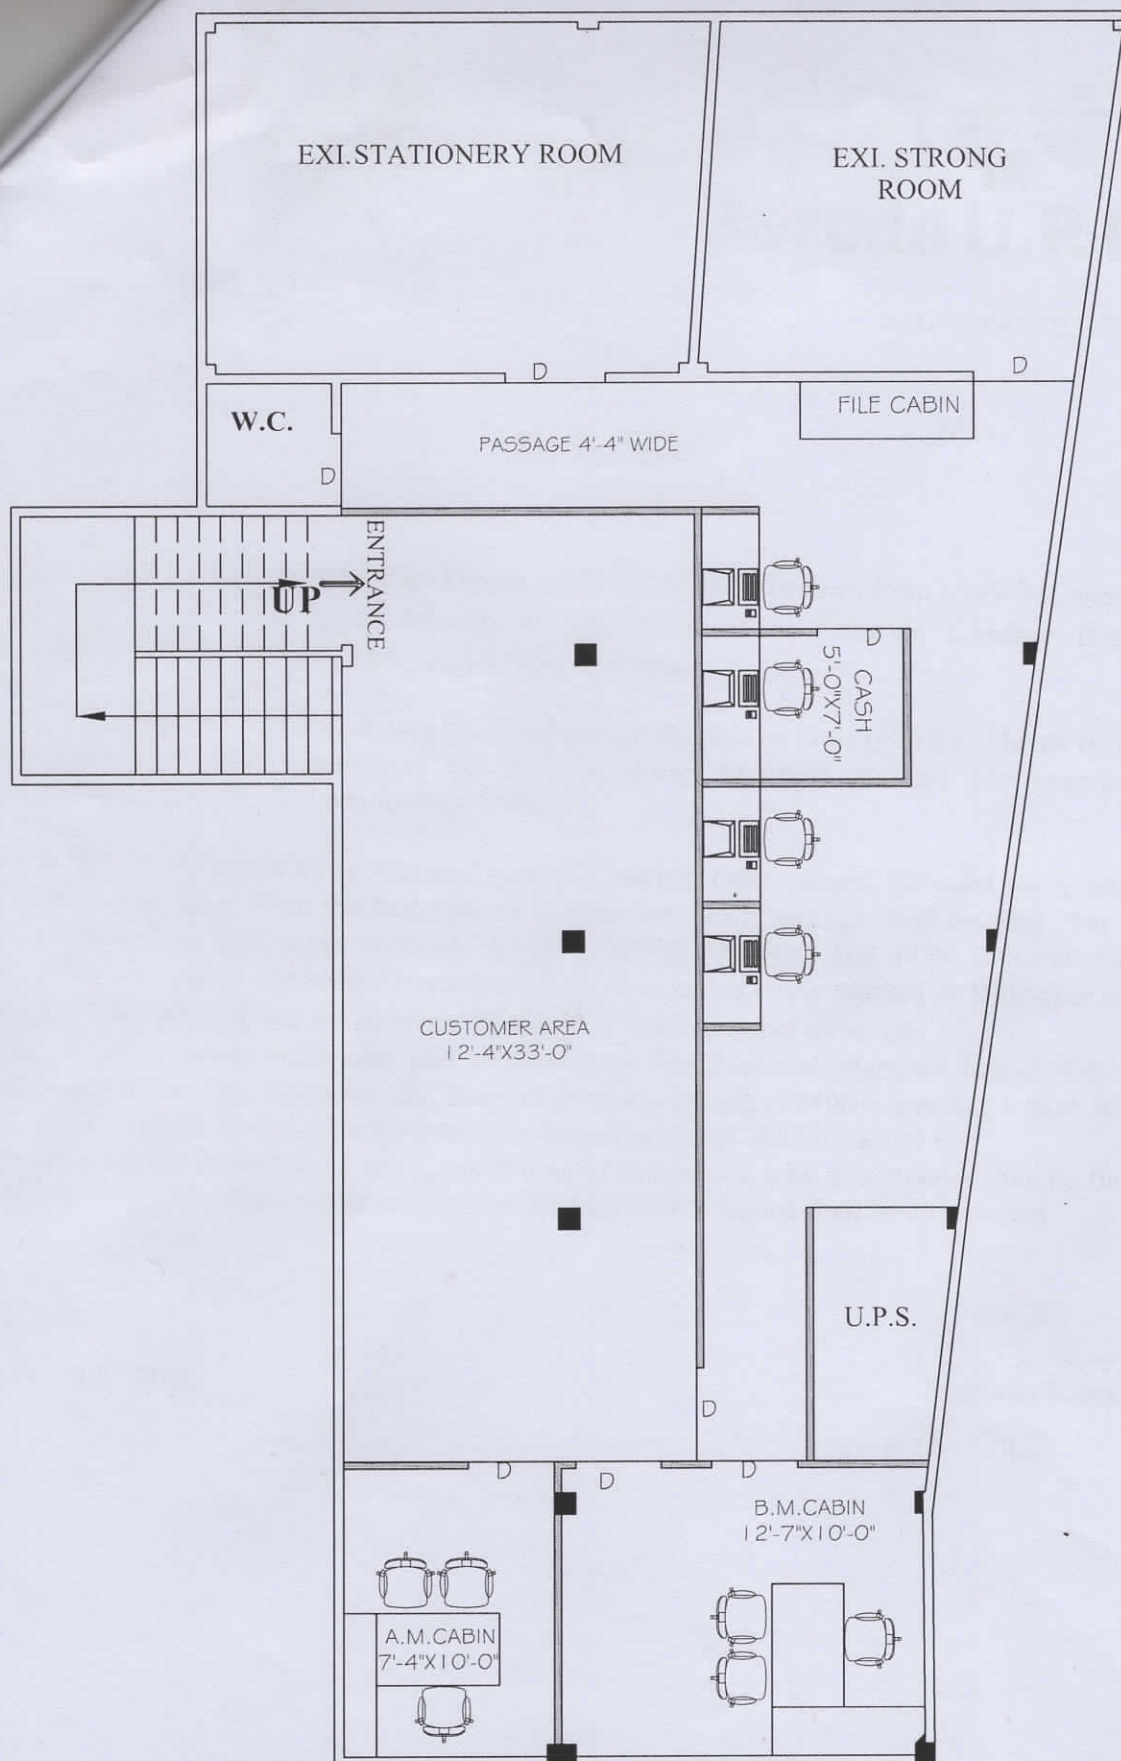 EXI.STATIONERY ROOM
EXI. STRONG
ROOM
D
D
FILE CABIN
W.C.
PASSAGE 4'-4" WIDE
D
ENTRANCE
UP
D
CASH
5'-0"X7'-0"
CUSTOMER AREA
12'-4"X33'-0"
U.P.S.
D
D
D
D
B.M.CABIN
12'-7"X10'-0"
A.M.CABIN
7'-4"X10'-0"